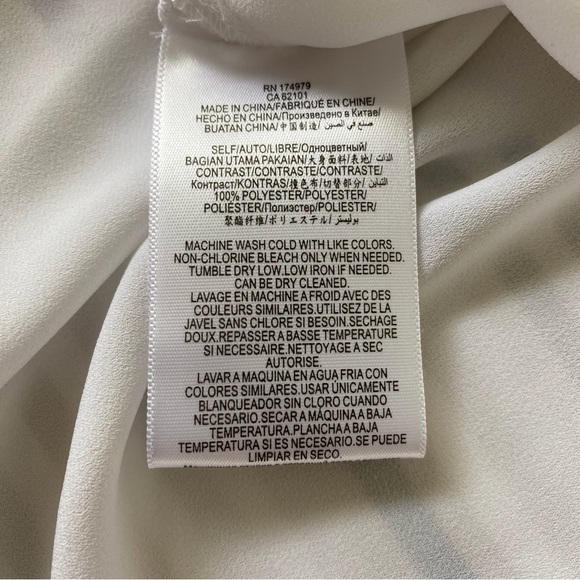 RN 174979
CA 62101
MADE IN CHINA/FABRIQUÉ EN CHINE/
HECHO EN CHINA/Произведено в Китае/
BUATAN CHINA/中国制造/ صنع في الصين/
SELF/AUTO/LIBRE/Одноцветный/
BAGIAN UTAMA PAKAIAN/大身面料/表地/ الذات/
CONTRAST/CONTRASTE/CONTRASTE/
Контраст/KONTRAS/撞色布/切替部分/ التباين/
100% POLYESTER/POLYESTER/
POLIÉSTER/Полиэстер/POLIESTER/
聚酯纤维/ポリエステル/ بوليستر/
MACHINE WASH COLD WITH LIKE COLORS.
NON-CHLORINE BLEACH ONLY WHEN NEEDED.
TUMBLE DRY LOW.LOW IRON IF NEEDED.
CAN BE DRY CLEANED.
LAVAGE EN MACHINE A FROID AVEC DES
COULEURS SIMILAIRES.UTILISEZ DE LA
JAVEL SANS CHLORE SI BESOIN.SECHAGE
DOUX.REPASSER A BASSE TEMPERATURE
SI NECESSAIRE.NETTOYAGE A SEC
AUTORISE.
LAVAR A MAQUINA EN AGUA FRIA CON
COLORES SIMILARES.USAR ÚNICAMENTE
BLANQUEADOR SIN CLORO CUANDO
NECESARIO.SECAR A MÁQUINA A BAJA
TEMPERATURA.PLANCHA A BAJA
TEMPERATURA SI ES NECESARIO.SE PUEDE
LIMPIAR EN SECO.